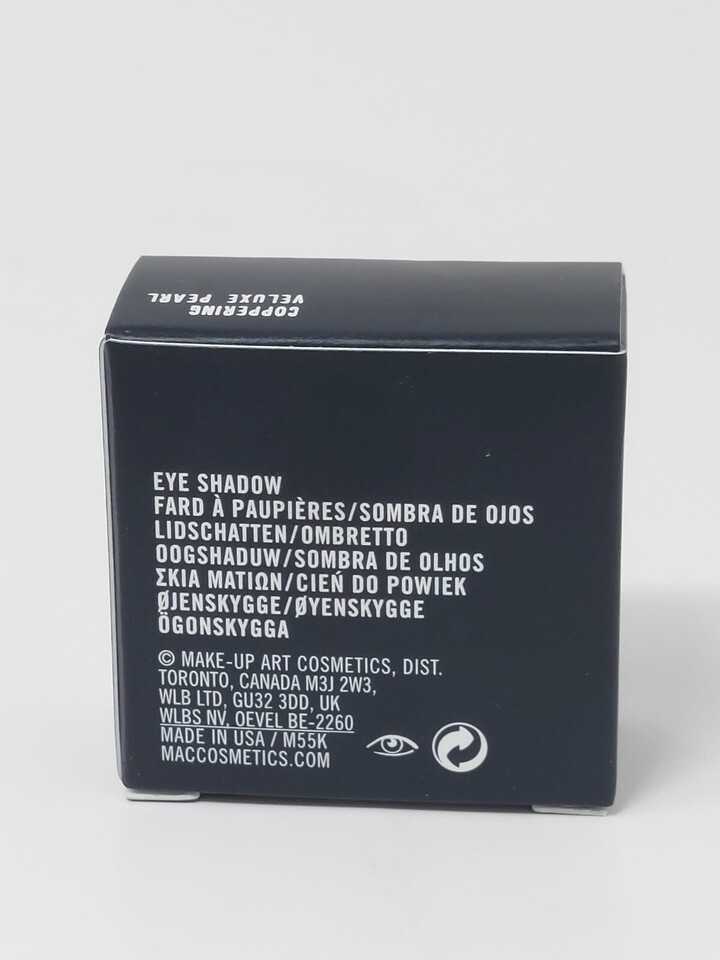 COPPERING
VELUXE PEARL
EYE SHADOW
FARD À PAUPIÈRES/SOMBRA DE OJOS
LIDSCHATTEN/OMBRETTO
OOGSHADUW/SOMBRA DE OLHOS
ΣΚΙΑ ΜΑΤΙΩΝ/CIEŃ DO POWIEK
ØJENSKYGGE/ØYENSKYGGE
ÖGONSKYGGA
© MAKE-UP ART COSMETICS, DIST.
TORONTO, CANADA M3J 2W3,
WLB LTD, GU32 3DD, UK
WLBS NV, OEVEL BE-2260
MADE IN USA / M55K
MACCOSMETICS.COM